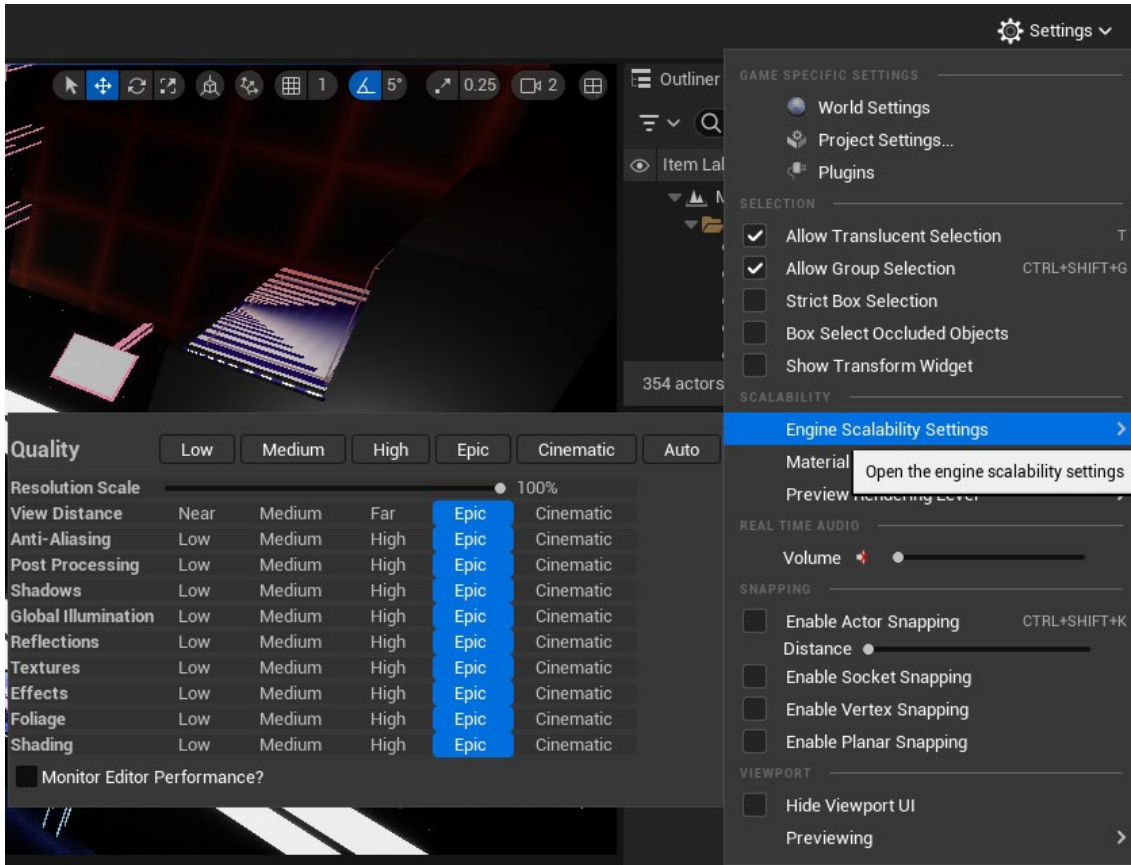 Settings
1 5° 0.25 2
Outliner
Item Lal
354 actors
GAME SPECIFIC SETTINGS
World Settings
Project Settings...
Plugins
SELECTION
Allow Translucent Selection T
Allow Group Selection CTRL+SHIFT+G
Strict Box Selection
Box Select Occluded Objects
Show Transform Widget
SCALABILITY
Engine Scalability Settings
Material
Open the engine scalability settings
Preview Rendering Level
REAL TIME AUDIO
Volume
SNAPPING
Enable Actor Snapping CTRL+SHIFT+K
Distance
Enable Socket Snapping
Enable Vertex Snapping
Enable Planar Snapping
VIEWPORT
Hide Viewport UI
Previewing
Quality Low Medium High Epic Cinematic Auto
Resolution Scale 100%
View Distance Near Medium Far Epic Cinematic
Anti-Aliasing Low Medium High Epic Cinematic
Post Processing Low Medium High Epic Cinematic
Shadows Low Medium High Epic Cinematic
Global Illumination Low Medium High Epic Cinematic
Reflections Low Medium High Epic Cinematic
Textures Low Medium High Epic Cinematic
Effects Low Medium High Epic Cinematic
Foliage Low Medium High Epic Cinematic
Shading Low Medium High Epic Cinematic
Monitor Editor Performance?